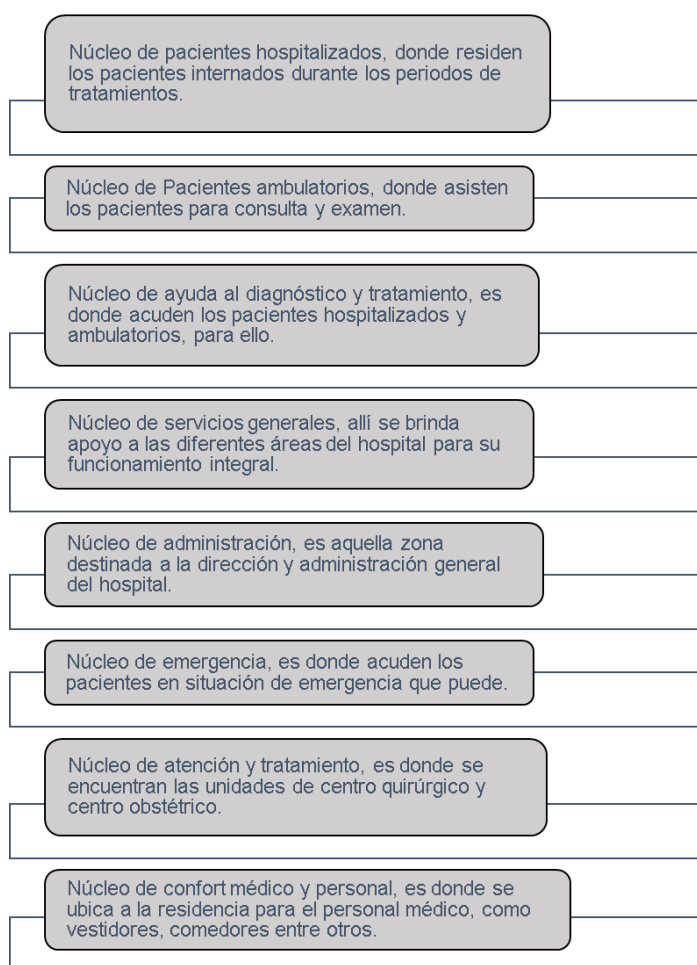 Núcleo de pacientes hospitalizados, donde residen
los pacientes internados durante los periodos de
tratamientos.
Núcleo de Pacientes ambulatorios, donde asisten
los pacientes para consulta y examen.
Núcleo de ayuda al diagnóstico y tratamiento, es
donde acuden los pacientes hospitalizados y
ambulatorios, para ello.
Núcleo de servicios generales, allí se brinda
apoyo a las diferentes áreas del hospital para su
funcionamiento integral.
Núcleo de administración, es aquella zona
destinada a la dirección y administración general
del hospital.
Núcleo de emergencia, es donde acuden los
pacientes en situación de emergencia que puede.
Núcleo de atención y tratamiento, es donde se
encuentran las unidades de centro quirúrgico y
centro obstétrico.
Núcleo de confort médico y personal, es donde se
ubica a la residencia para el personal médico, como
vestidores, comedores entre otros.